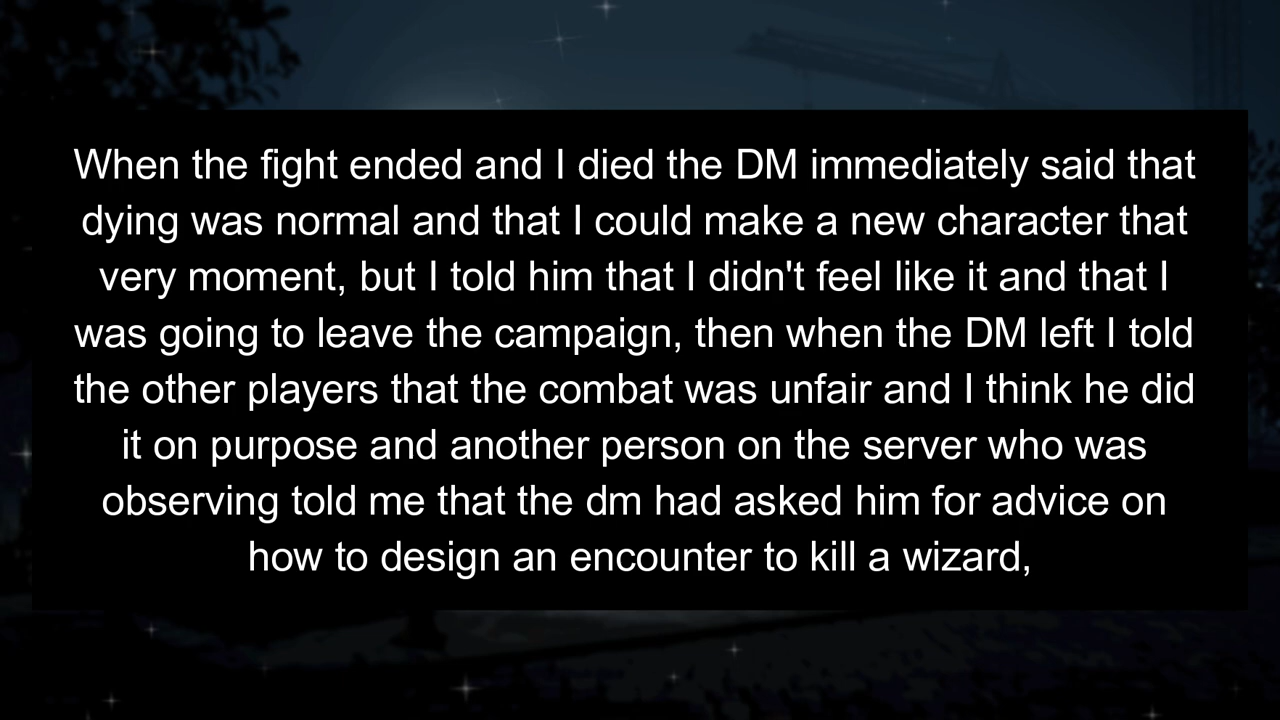 When the fight ended and I died the DM immediately said that
dying was normal and that I could make a new character that
very moment, but I told him that I didn't feel like it and that I
was going to leave the campaign, then when the DM left I told
the other players that the combat was unfair and I think he did
it on purpose and another person on the server who was
observing told me that the dm had asked him for advice on
how to design an encounter to kill a wizard,